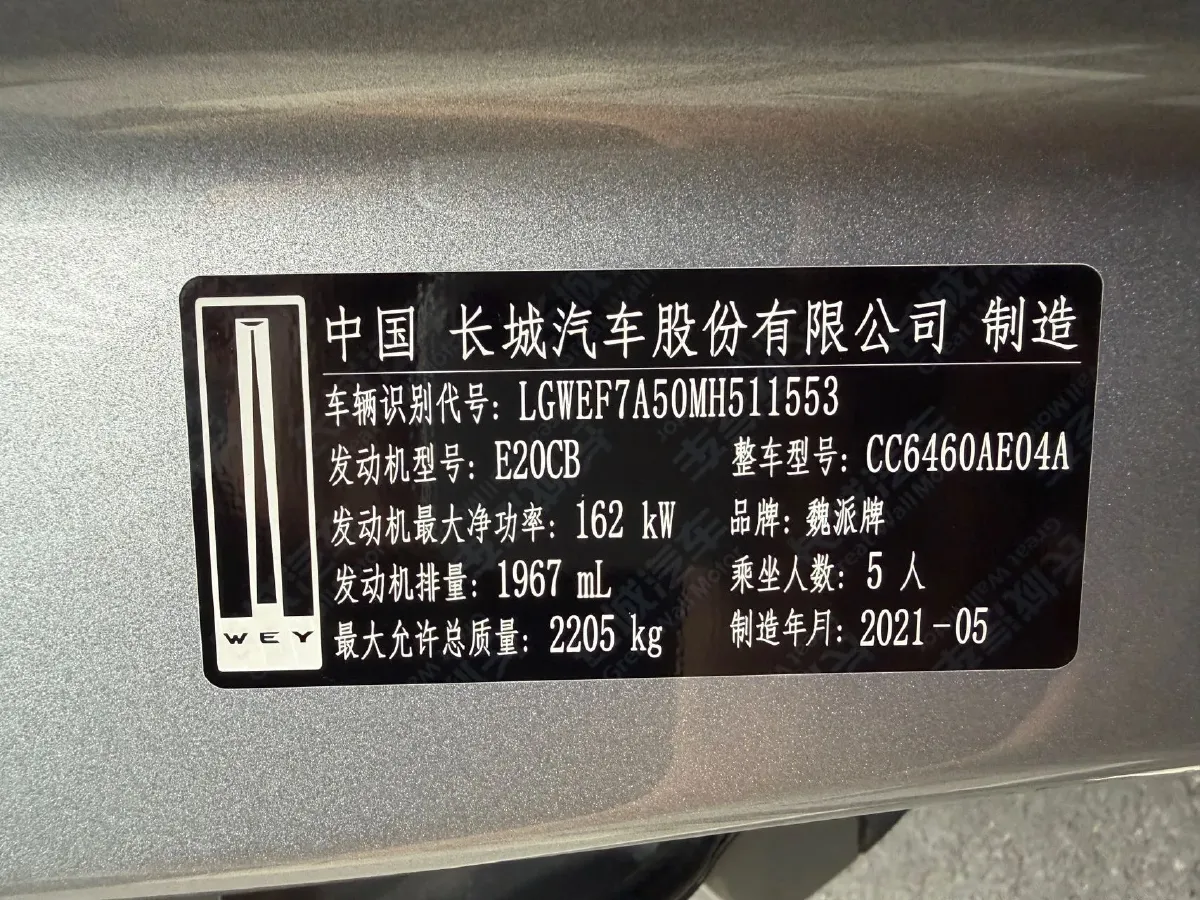 中国 长城汽车股份有限公司 制造
车辆识别代号: LGWEF7A50MH511553
发动机型号: E20CB 整车型号: CC6460AE04A
发动机最大净功率: 162 kW 品牌: 魏派牌
发动机排量: 1967 mL 乘坐人数: 5 人
最大允许总质量: 2205 kg 制造年月: 2021-05
WEY